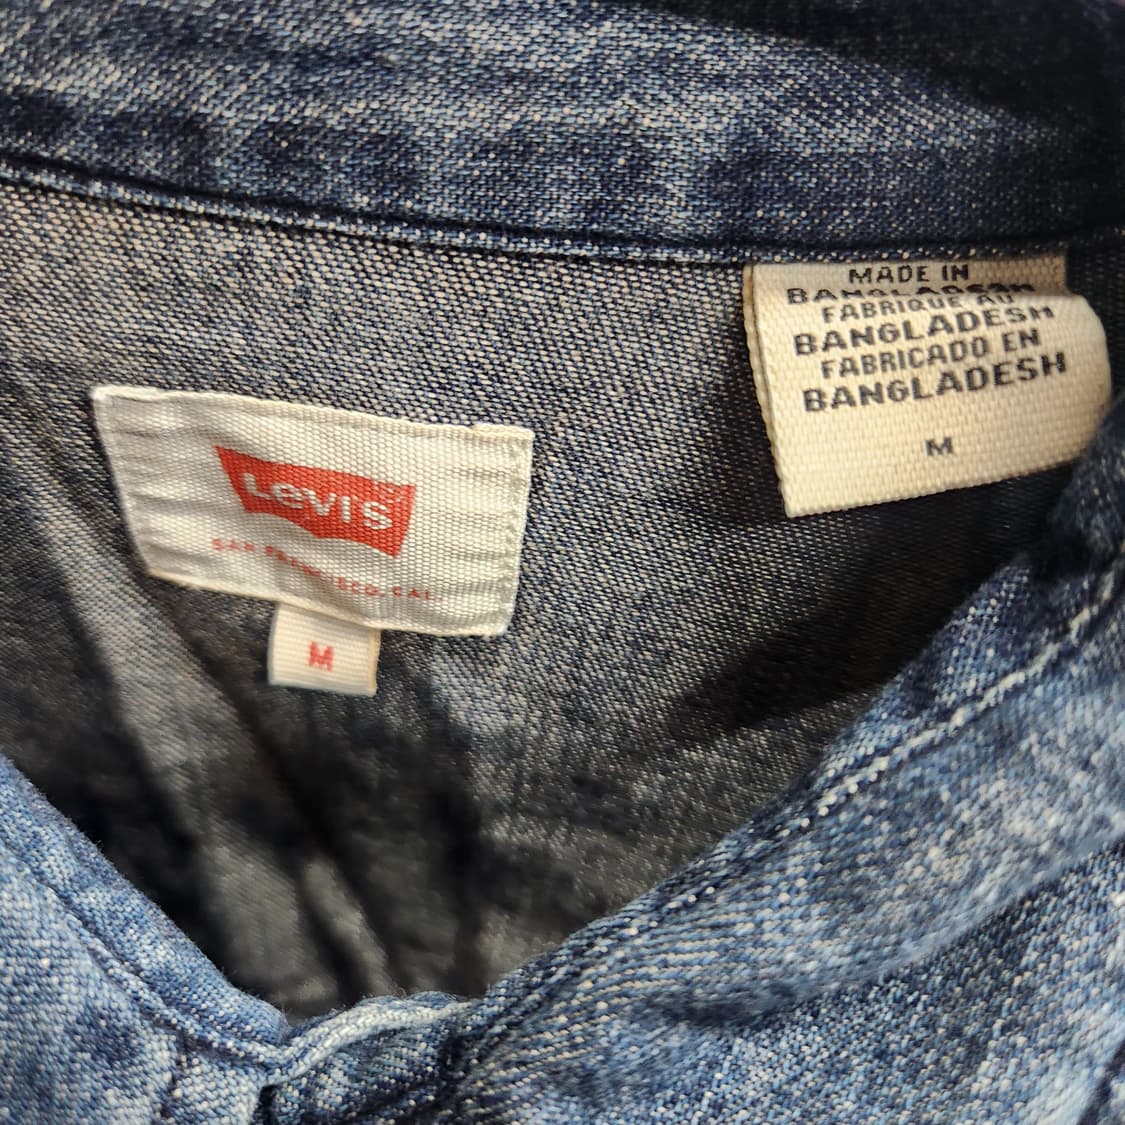 MADE IN
BANGLADESH
FABRIQUE AU
BANGLADESH
FABRICADO EN
BANGLADESH
M
Levi's
SAN FRANCISCO, CAL.
M